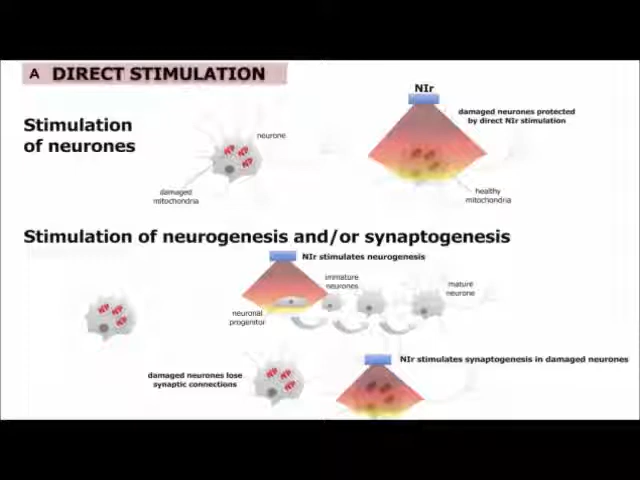 A DIRECT STIMULATION
NIr
damaged neurones protected
by direct NIr stimulation
Stimulation
of neurones
neurone
damaged
mitochondria
healthy
mitochondria
Stimulation of neurogenesis and/or synaptogenesis
NIr stimulates neurogenesis
immature
neurones
mature
neurone
neuronal
progenitor
NIr stimulates synaptogenesis in damaged neurones
damaged neurones lose
synaptic connections